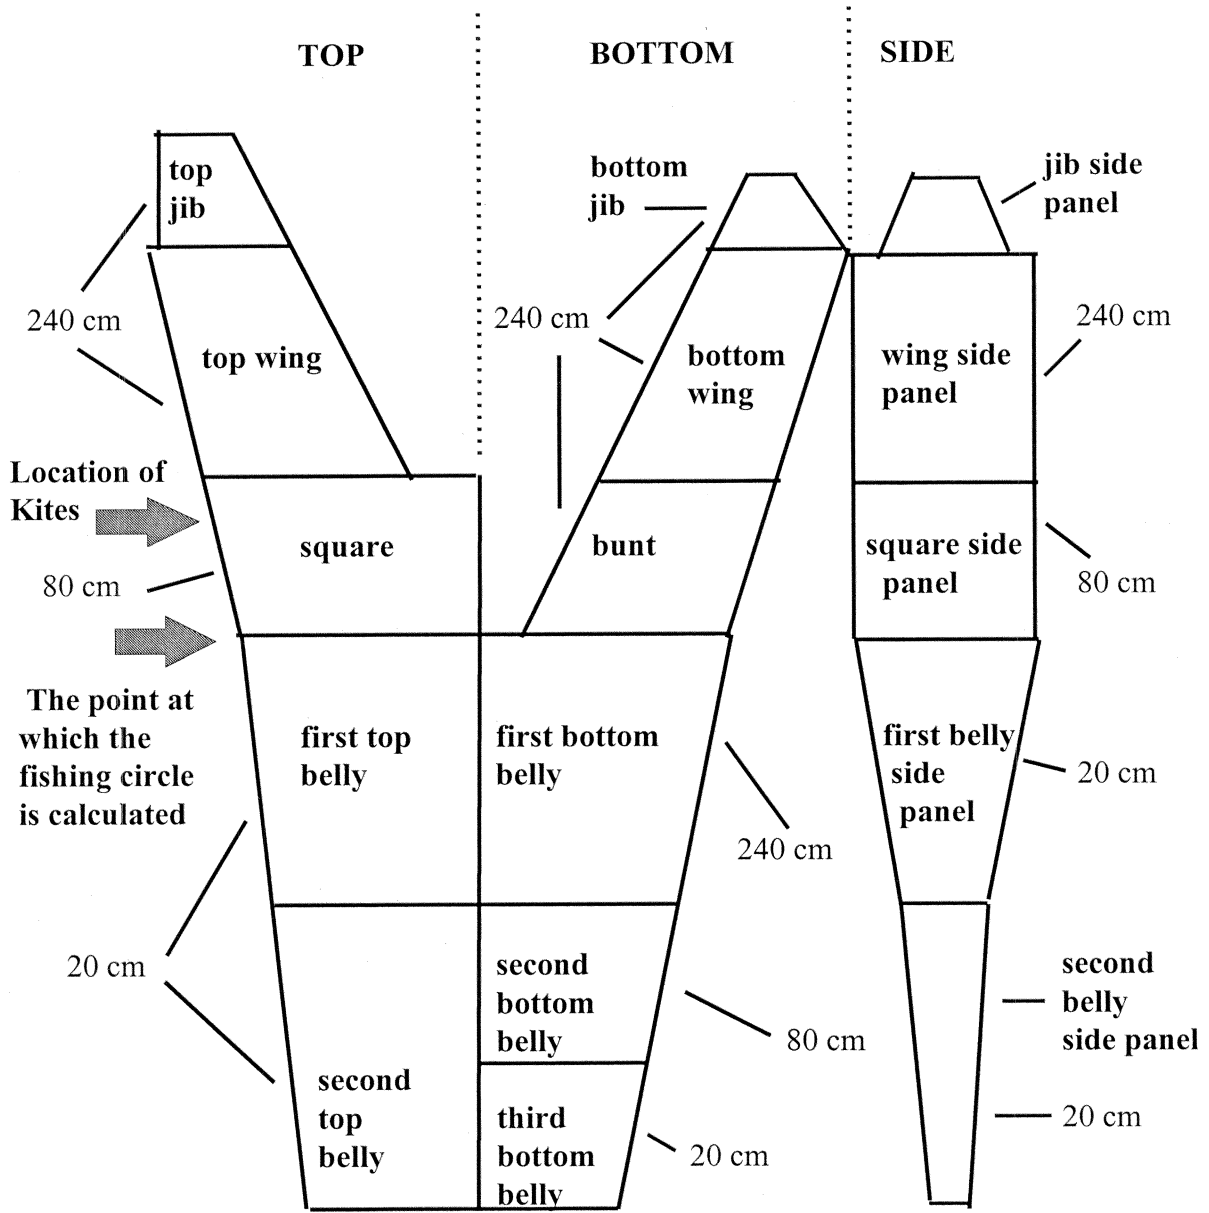 TOP
BOTTOM
SIDE
top
jib
240 cm
top wing
Location of
Kites
square
80 cm
The point at
which the
fishing circle
is calculated
first top
belly
20 cm
second
top
belly
bottom
jib
240 cm
bottom
wing
bunt
first bottom
belly
240 cm
second
bottom
belly
80 cm
third
bottom
belly
20 cm
jib side
panel
240 cm
wing side
panel
square side
panel
80 cm
first belly
side
panel
20 cm
second
belly
side panel
20 cm